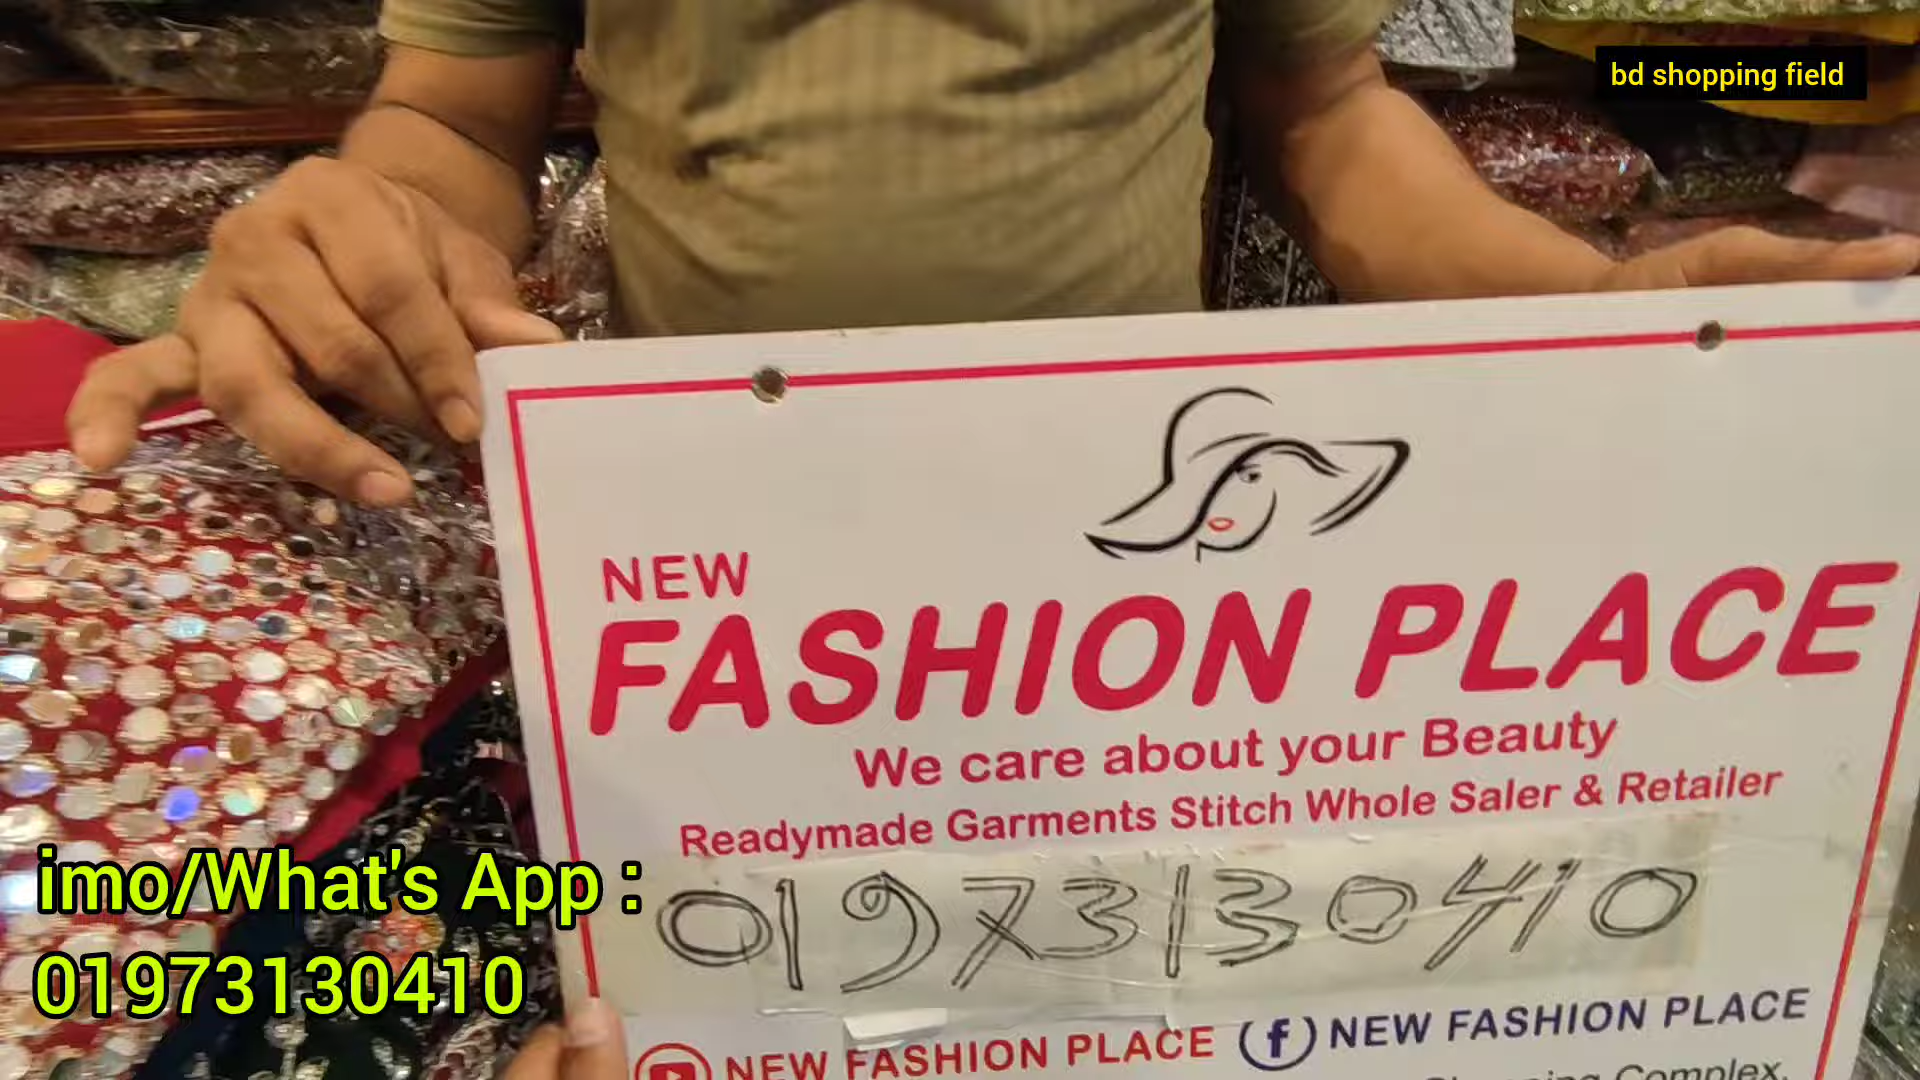 bd shopping field
NEW
FASHION PLACE
We care about your Beauty
Readymade Garments Stitch Whole Saler & Retailer
01973130410
imo/What's App :
01973130410
NEW FASHION PLACE
f NEW FASHION PLACE
Complex,